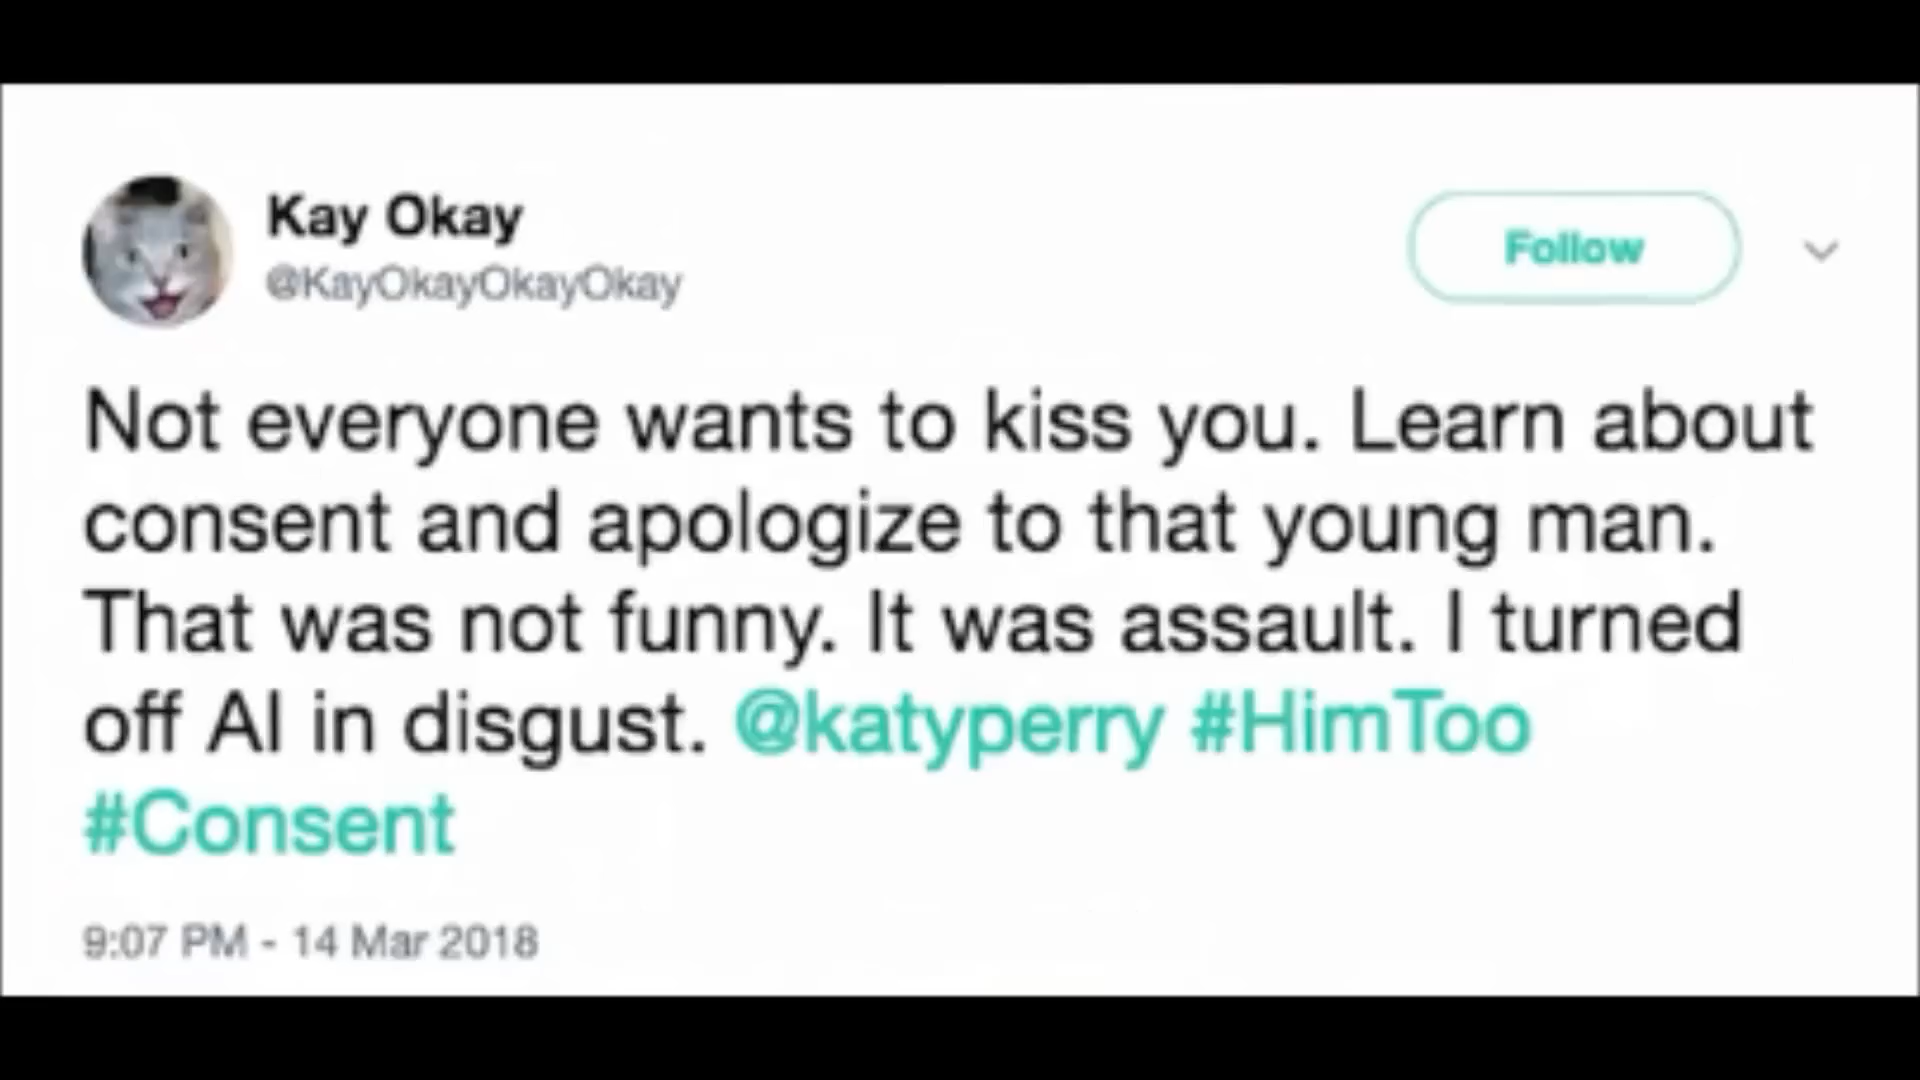 Kay Okay
@KayOkayOkayOkay
Follow
Not everyone wants to kiss you. Learn about
consent and apologize to that young man.
That was not funny. It was assault. I turned
off AI in disgust. @katyperry #HimToo
#Consent
9:07 PM - 14 Mar 2018